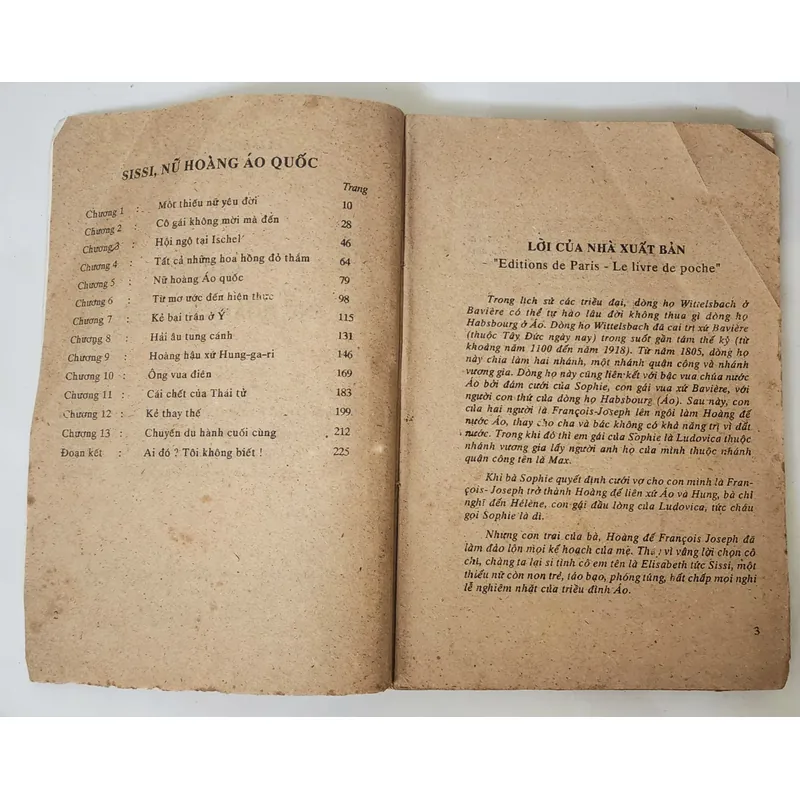 SISSI, NỮ HOÀNG ÁO QUỐC
Trang
Chương 1 : Một thiếu nữ yêu đời 10
Chương 2 : Cô gái không mời mà đến 28
Chương 3 : Hội ngộ tại Ischel 46
Chương 4 : Tất cả những hoa hồng đỏ thắm 64
Chương 5 : Nữ hoàng Áo quốc 79
Chương 6 : Từ mơ ước đến hiện thực 98
Chương 7 : Kẻ bại trận ở Ý 115
Chương 8 : Hải âu tung cánh 131
Chương 9 : Hoàng hậu xứ Hung-ga-ri 146
Chương 10 : Ông vua điên 169
Chương 11 : Cái chết của Thái tử 183
Chương 12 : Kẻ thay thế 199
Chương 13 : Chuyến du hành cuối cùng 212
Đoạn kết : Ai đó ? Tôi không biết ! 225
LỜI CỦA NHÀ XUẤT BẢN
"Editions de Paris - Le livre de poche"
Trong lịch sử các triều đại, dòng họ Wittelsbach ở
Bavière có thể tự hào lâu đời không thua gì dòng họ
Habsbourg ở Áo. Dòng họ Wittelsbach đã cai trị xứ Bavière
(thuộc Tây Đức ngày nay) trong suốt gần tám thế kỷ (từ
khoảng năm 1100 đến năm 1918). Từ năm 1805, dòng họ
này chia làm hai nhánh, một nhánh quận công và nhánh
vương gia. Dòng họ này cũng liên kết với bậc vua chúa nước
Áo bởi đám cưới của Sophie, con gái vua xứ Bavière, với
người con thứ của dòng họ Habsbourg (Áo). Sau này, con
của hai người là François-Joseph lên ngôi làm Hoàng đế
nước Áo, thay cho cha và bác không có khả năng trị vì đất
nước. Trong khi đó thì em gái của Sophie là Ludovica thuộc
nhánh vương gia lấy người anh họ của mình thuộc nhánh
quận công tên là Max.
Khi bà Sophie quyết định cưới vợ cho con mình là Fran-
çois- Joseph trở thành Hoàng đế liên xứ Áo và Hung, bà chỉ
nghĩ đến Hélène, con gái đầu lòng của Ludovica, tức cháu
gọi Sophie là dì.
Nhưng con trai của bà, Hoàng đế François Joseph đã
làm đảo lộn mọi kế hoạch của mẹ. Thay vì vâng lời chọn cô
chị, chàng ta lại si tình cô em tên là Elisabeth tức Sissi, một
thiếu nữ còn non trẻ, táo bạo, phóng túng, bất chấp mọi nghi
lễ nghiêm nhặt của triều đình Áo.
3